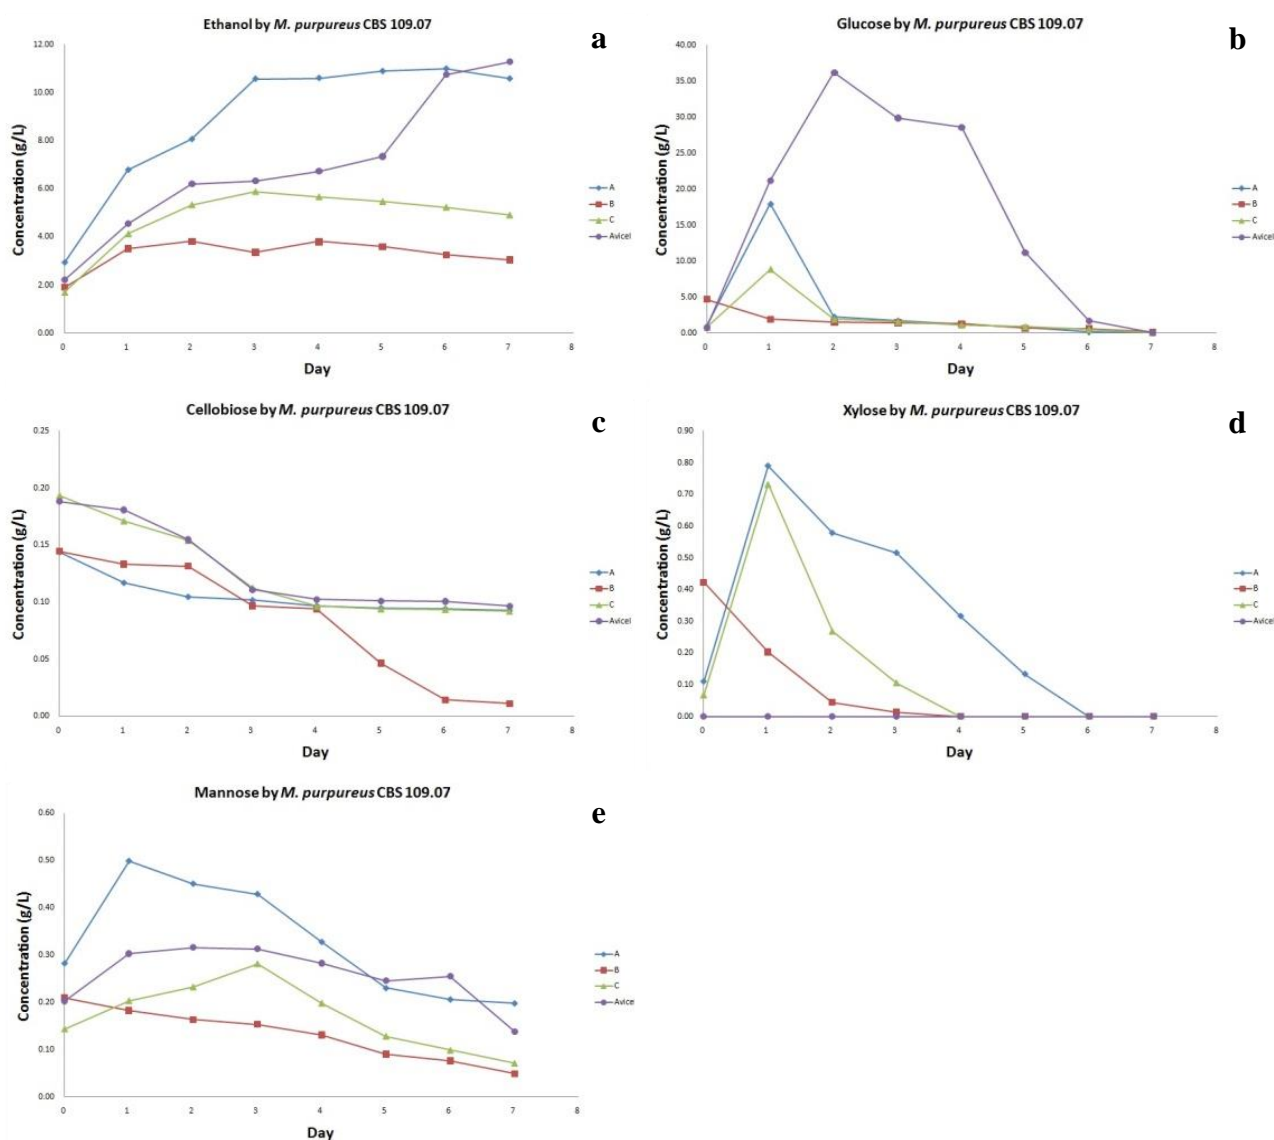 Ethanol by M. purpureus CBS 109.07
a
12.00
10.00
8.00
6.00
4.00
2.00
0.00
Concentration (g/L)
0 1 2 3 4 5 6 7 8
Day
A
B
C
Avicel
Glucose by M. purpureus CBS 109.07
b
40.00
35.00
30.00
25.00
20.00
15.00
10.00
5.00
0.00
Concentration (g/L)
0 1 2 3 4 5 6 7 8
Day
A
B
C
Avicel
Cellobiose by M. purpureus CBS 109.07
c
0.25
0.20
0.15
0.10
0.05
0.00
Concentration (g/L)
0 1 2 3 4 5 6 7 8
Day
A
B
C
Avicel
Xylose by M. purpureus CBS 109.07
d
0.90
0.80
0.70
0.60
0.50
0.40
0.30
0.20
0.10
0.00
Concentration (g/L)
0 1 2 3 4 5 6 7 8
Day
A
B
C
Avicel
Mannose by M. purpureus CBS 109.07
e
0.60
0.50
0.40
0.30
0.20
0.10
0.00
Concentration (g/L)
0 1 2 3 4 5 6 7 8
Day
A
B
C
Avicel